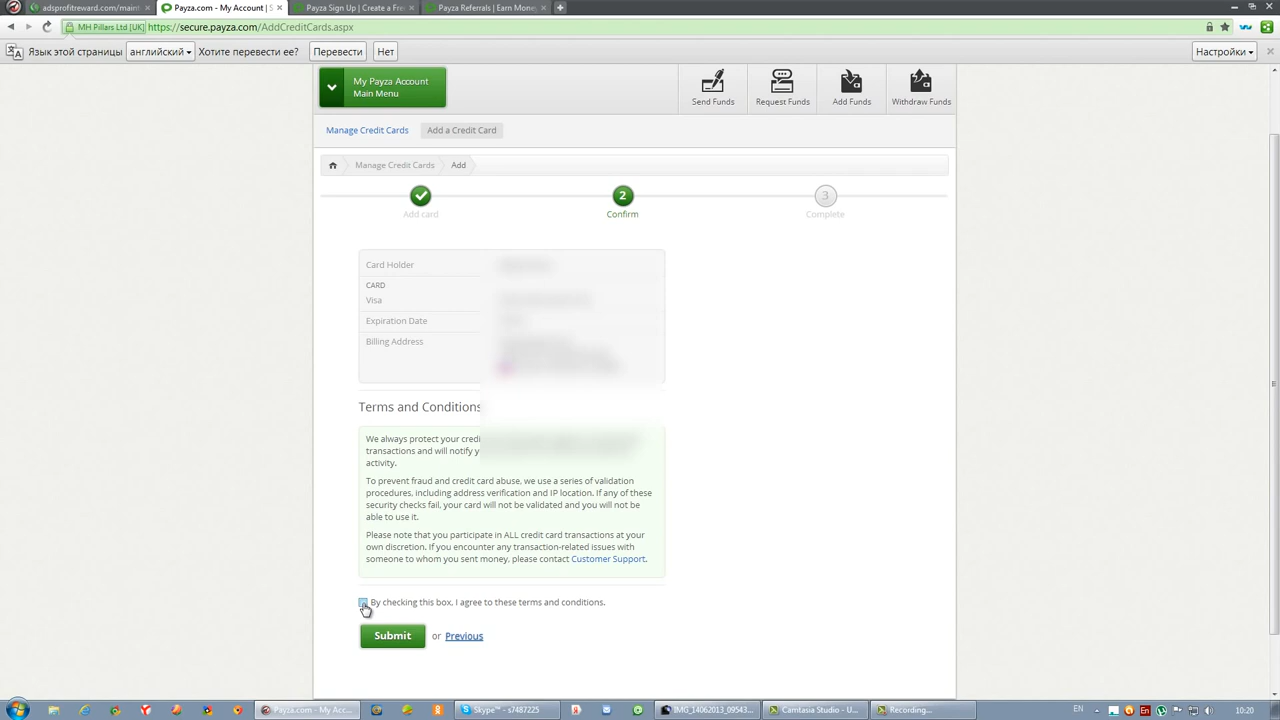 adsprofitreward.com/main
Payza.com - My Account | S
Payza Sign Up | Create a Fre
Payza Referrals | Earn Mone
MH Pillars Ltd [UK]
https://secure.payza.com/AddCreditCards.aspx
Язык этой страницы
английский
Хотите перевести ее?
Перевести
Нет
Настройки
My Payza Account
Main Menu
Send Funds
Request Funds
Add Funds
Withdraw Funds
Manage Credit Cards
Add a Credit Card
Manage Credit Cards
Add
2
3
Add card
Confirm
Complete
Card Holder
CARD
Visa
Expiration Date
Billing Address
Terms and Conditions
We always protect your credi
transactions and will notify y
activity.
To prevent fraud and credit card abuse, we use a series of validation
procedures, including address verification and IP location. If any of these
security checks fail, your card will not be validated and you will not be
able to use it.
Please note that you participate in ALL credit card transactions at your
own discretion. If you encounter any transaction-related issues with
someone to whom you sent money, please contact Customer Support.
By checking this box, I agree to these terms and conditions.
Submit
or Previous
Payza.com - My Acc...
Skype™ - s7487225
IMG_14062013_09543...
Camtasia Studio - U...
Recording...
EN
En
10:20